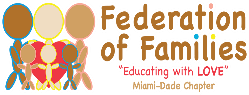 Federation
of Families
"Educating with LOVE"
Miami-Dade Chapter